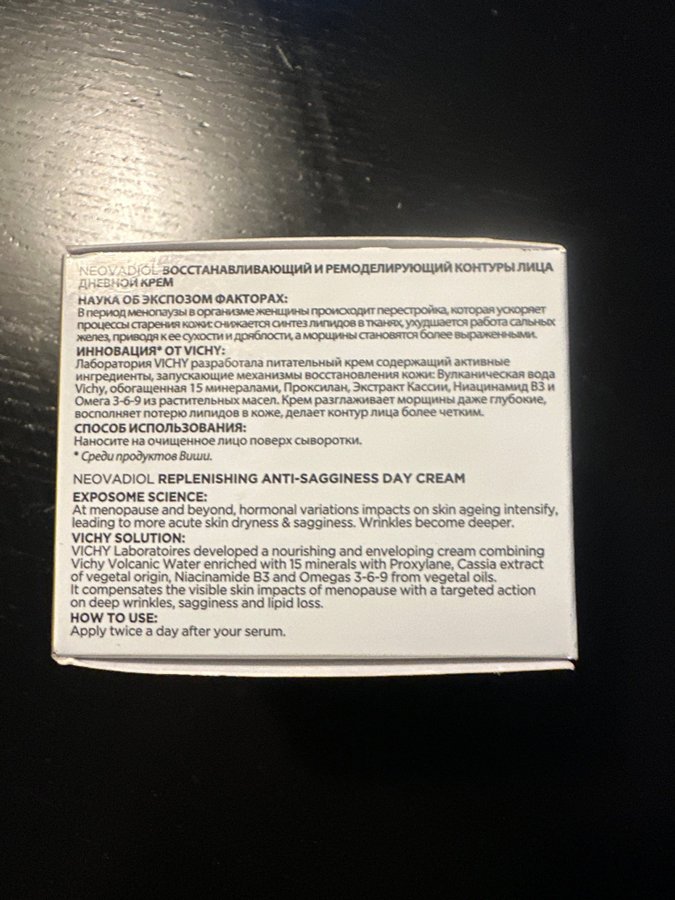 NEOVADIOL ВОССТАНАВЛИВАЮЩИЙ И РЕМОДЕЛИРУЮЩИЙ КОНТУРЫ ЛИЦА
ДНЕВНОЙ КРЕМ
НАУКА ОБ ЭКСПОЗОМ ФАКТОРАХ:
В период менопаузы в организме женщины происходит перестройка, которая ускоряет
процессы старения кожи: снижается синтез липидов в тканях, ухудшается работа сальных
желез, приводя к ее сухости и дряблости, а морщины становятся более выраженными.
ИННОВАЦИЯ* ОТ VICHY:
Лаборатория VICHY разработала питательный крем содержащий активные
ингредиенты, запускающие механизмы восстановления кожи: Вулканическая вода
Vichy, обогащенная 15 минералами, Проксилан, Экстракт Кассии, Ниацинамид B3 и
Омега 3-6-9 из растительных масел. Крем разглаживает морщины даже глубокие,
восполняет потерю липидов в коже, делает контур лица более четким.
СПОСОБ ИСПОЛЬЗОВАНИЯ:
Наносите на очищенное лицо поверх сыворотки.
* Среди продуктов Виши.
NEOVADIOL REPLENISHING ANTI-SAGGINESS DAY CREAM
EXPOSOME SCIENCE:
At menopause and beyond, hormonal variations impacts on skin ageing intensify,
leading to more acute skin dryness & sagginess. Wrinkles become deeper.
VICHY SOLUTION:
VICHY Laboratoires developed a nourishing and enveloping cream combining
Vichy Volcanic Water enriched with 15 minerals with Proxylane, Cassia extract
of vegetal origin, Niacinamide B3 and Omegas 3-6-9 from vegetal oils.
It compensates the visible skin impacts of menopause with a targeted action
on deep wrinkles, sagginess and lipid loss.
HOW TO USE:
Apply twice a day after your serum.